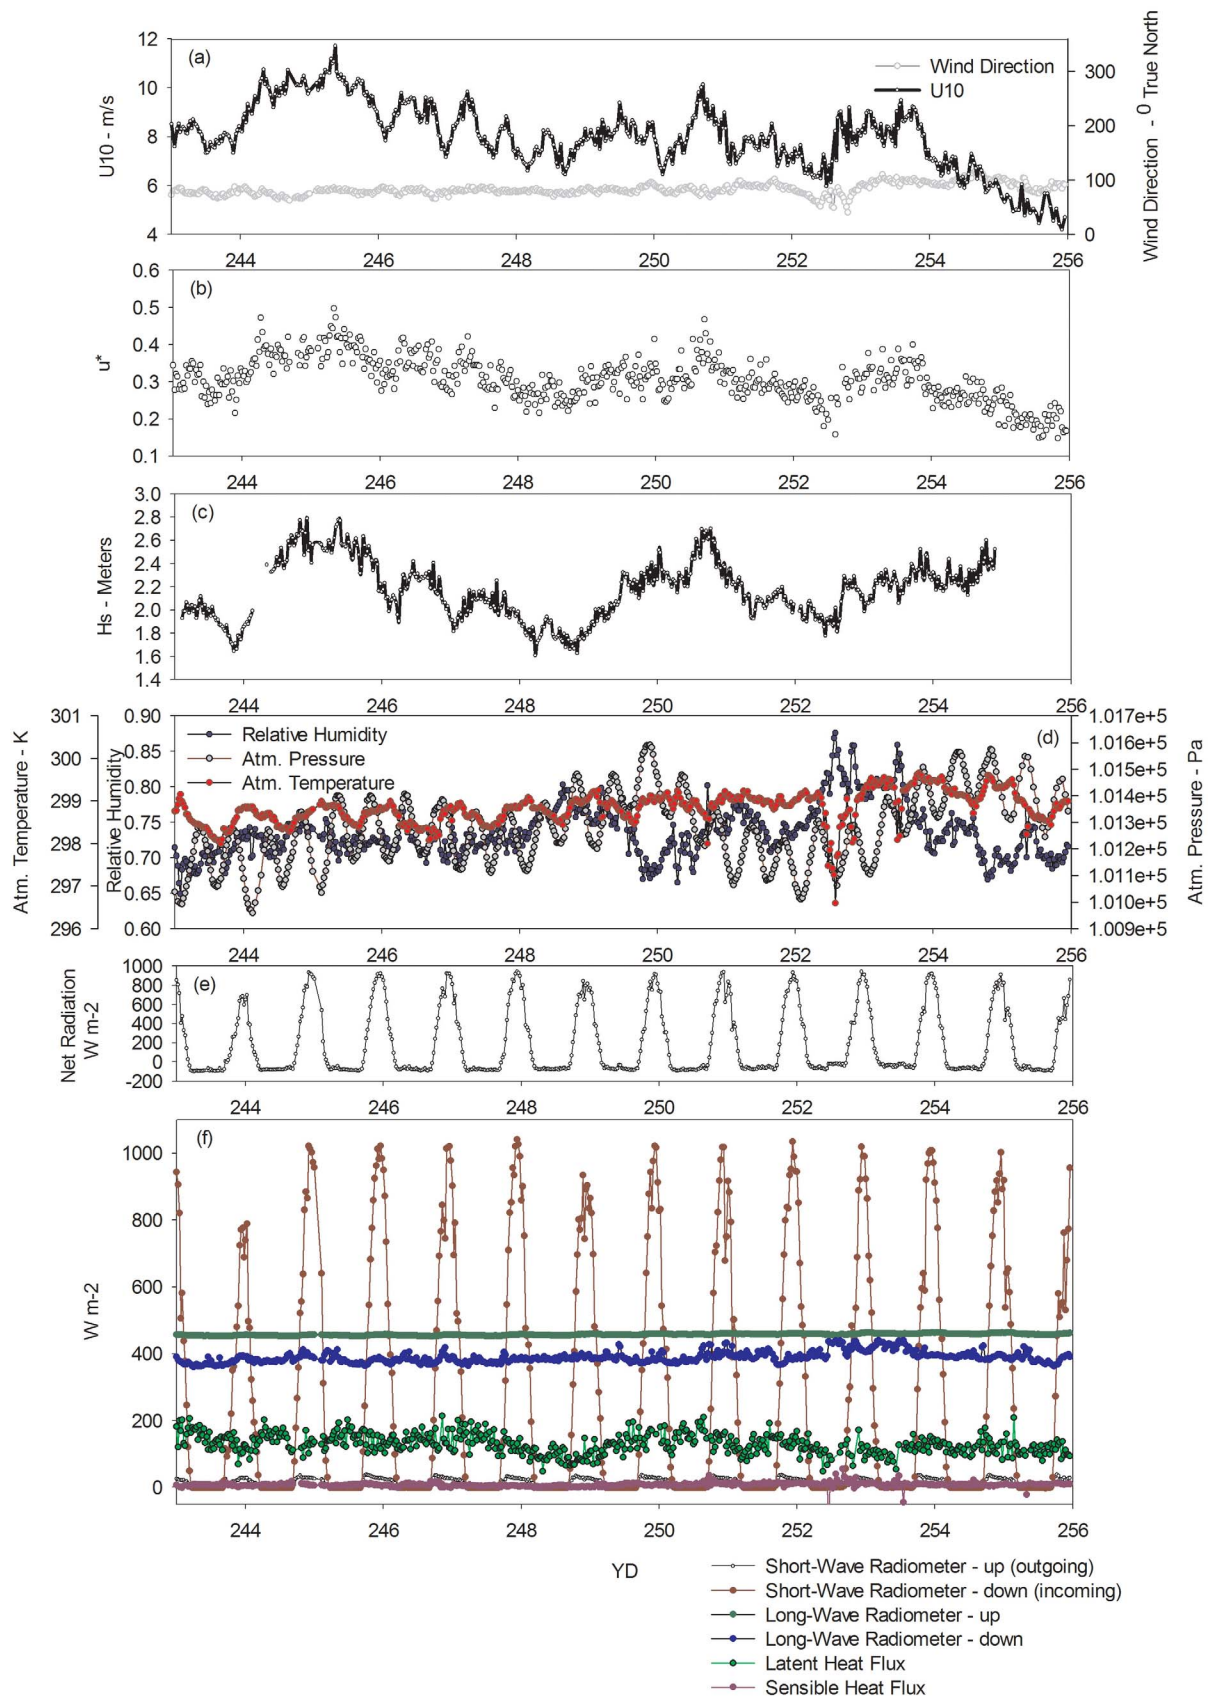 (a)
12
10
8
6
4
U10 - m/s
Wind Direction
U10
300
200
100
0
Wind Direction - 0 True North
244 246 248 250 252 254 256
(b)
0.6
0.5
0.4
0.3
0.2
0.1
u*
244 246 248 250 252 254 256
(c)
3.0
2.8
2.6
2.4
2.2
2.0
1.8
1.6
1.4
Hs - Meters
244 246 248 250 252 254 256
(d)
301
300
299
298
297
296
Atm. Temperature - K
0.90
0.85
0.80
0.75
0.70
0.65
0.60
Relative Humidity
Relative Humidity
Atm. Pressure
Atm. Temperature
1.017e+5
1.016e+5
1.015e+5
1.014e+5
1.013e+5
1.012e+5
1.011e+5
1.010e+5
1.009e+5
Atm. Pressure - Pa
244 246 248 250 252 254 256
(e)
1000
800
600
400
200
0
-200
Net Radiation
W m-2
244 246 248 250 252 254 256
(f)
1000
800
600
400
200
0
W m-2
244 246 248 250 252 254 256
YD
Short-Wave Radiometer - up (outgoing)
Short-Wave Radiometer - down (incoming)
Long-Wave Radiometer - up
Long-Wave Radiometer - down
Latent Heat Flux
Sensible Heat Flux